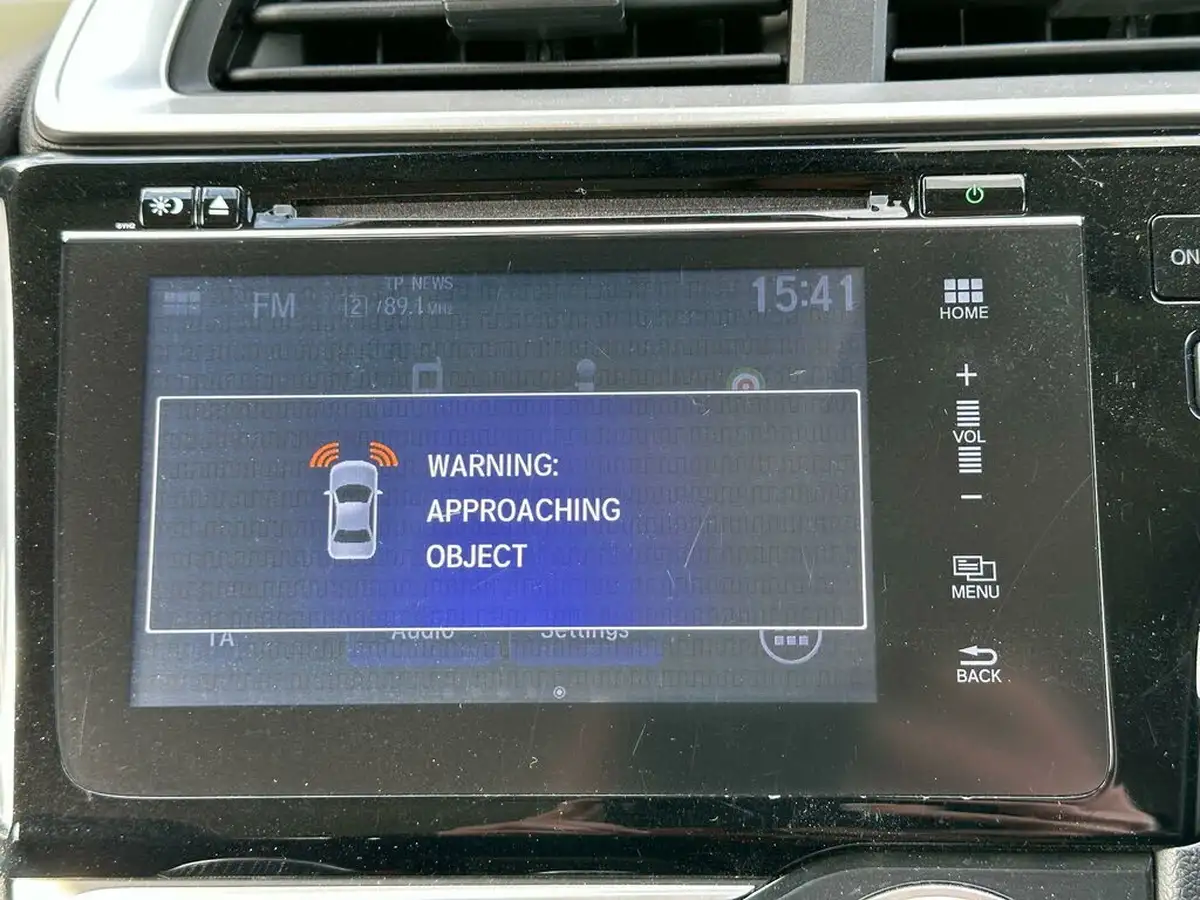 ON
TP NEWS
FM
2 /89.1 MHz
15:41
HOME
+
VOL
−
WARNING:
APPROACHING
OBJECT
MENU
TA
Audio
Settings
BACK